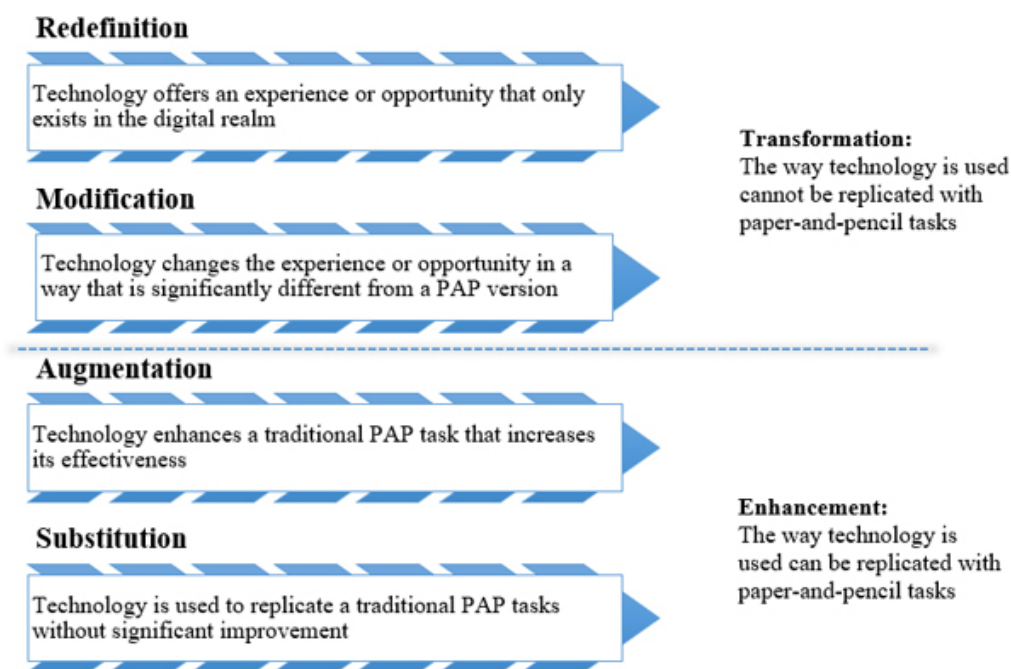 Redefinition
Technology offers an experience or opportunity that only
exists in the digital realm
Transformation:
The way technology is used
cannot be replicated with
paper-and-pencil tasks
Modification
Technology changes the experience or opportunity in a
way that is significantly different from a PAP version
Augmentation
Technology enhances a traditional PAP task that increases
its effectiveness
Enhancement:
The way technology is
used can be replicated with
paper-and-pencil tasks
Substitution
Technology is used to replicate a traditional PAP tasks
without significant improvement